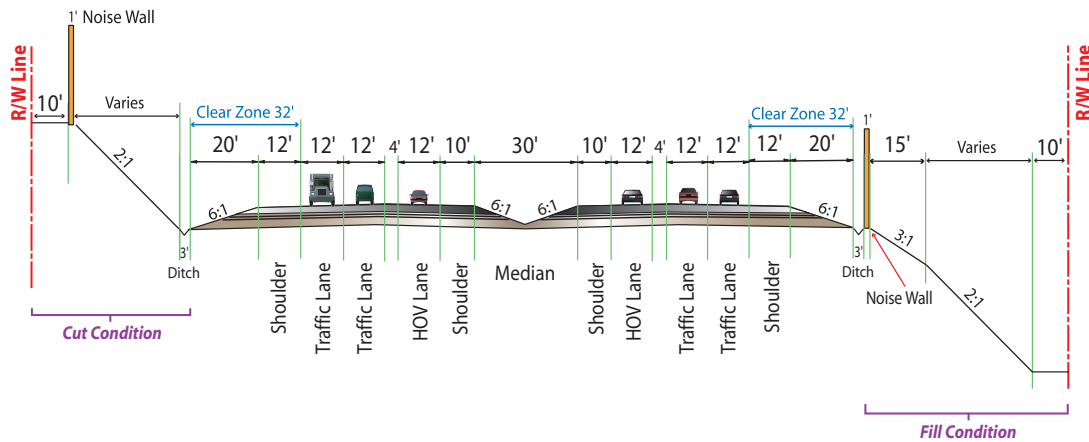 1' Noise Wall
R/W Line
10'
Varies
Clear Zone 32'
20' 12' 12' 12' 4' 12' 10' 30' 10' 12' 4' 12' 12' 12' 20'
Clear Zone 32'
1'
15'
Varies
10'
R/W Line
2:1
6:1
6:1
6:1
6:1
3'
Ditch
Shoulder
Traffic Lane
Traffic Lane
HOV Lane
Shoulder
Median
Shoulder
HOV Lane
Traffic Lane
Traffic Lane
Shoulder
3'
Ditch
3:1
2:1
Noise Wall
Cut Condition
Fill Condition